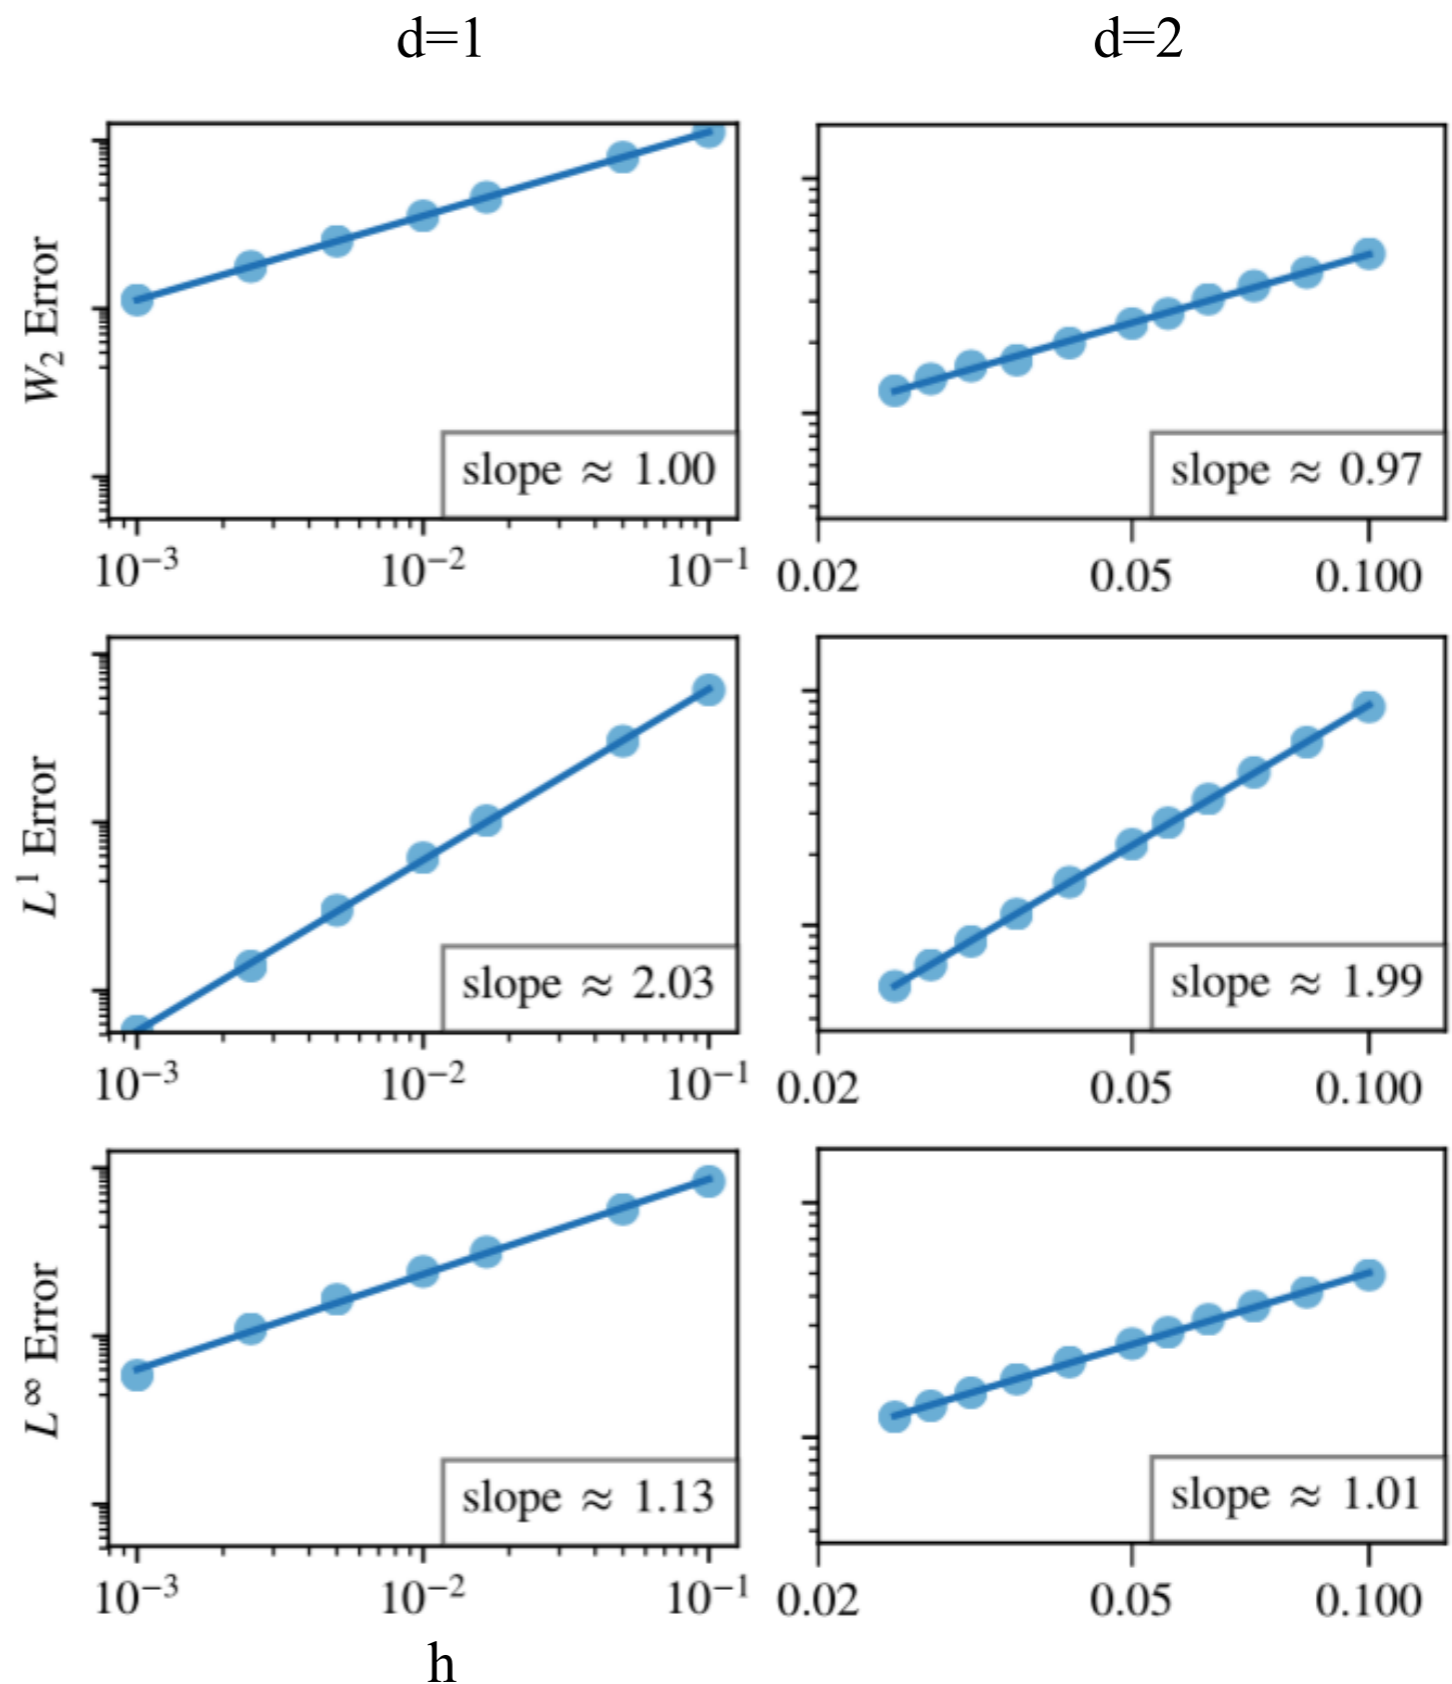 d=1 d=2
W₂ Error
slope ≈ 1.00
slope ≈ 0.97
10⁻³ 10⁻² 10⁻¹
0.02 0.05 0.100
L¹ Error
slope ≈ 2.03
slope ≈ 1.99
10⁻³ 10⁻² 10⁻¹
0.02 0.05 0.100
L∞ Error
slope ≈ 1.13
slope ≈ 1.01
10⁻³ 10⁻² 10⁻¹
0.02 0.05 0.100
h